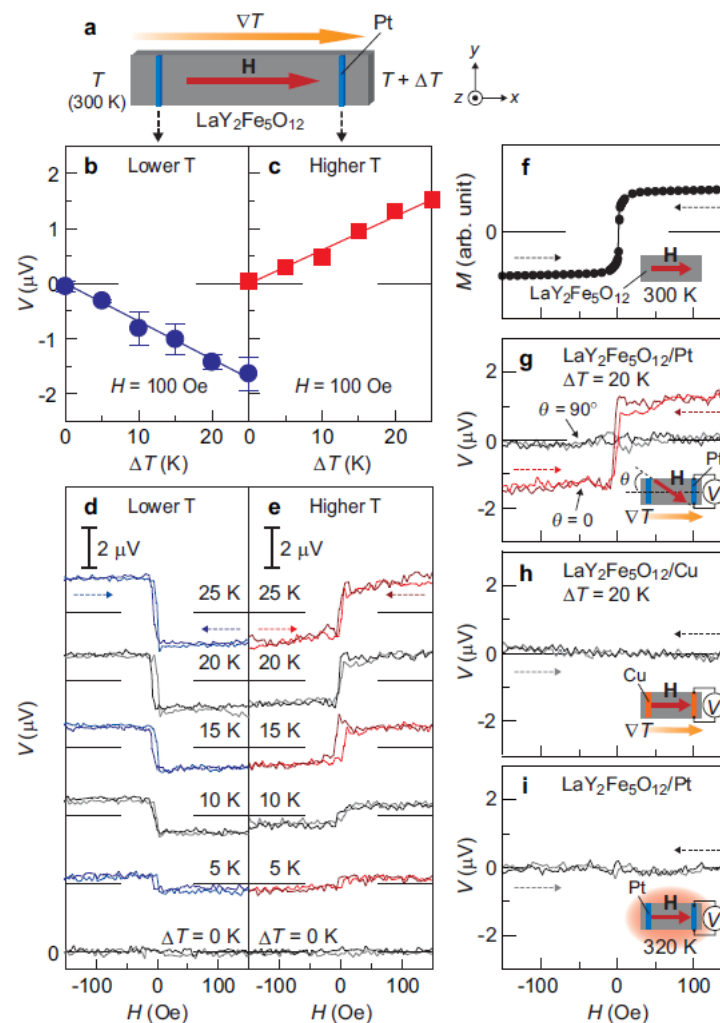 a
∇T
Pt
H
T
(300 K)
T + ΔT
LaY₂Fe₅O₁₂
y
z
x
b
Lower T
c
Higher T
2
1
0
-1
-2
V (μV)
H = 100 Oe
H = 100 Oe
0
10
20
0
10
20
ΔT (K)
ΔT (K)
d
Lower T
e
Higher T
2 μV
2 μV
25 K
25 K
20 K
20 K
15 K
15 K
10 K
10 K
5 K
5 K
ΔT = 0 K
ΔT = 0 K
V (μV)
0
-100
0
100
-100
0
100
H (Oe)
H (Oe)
f
M (arb. unit)
0
H
LaY₂Fe₅O₁₂
300 K
g
LaY₂Fe₅O₁₂/Pt
ΔT = 20 K
2
0
-2
V (μV)
θ = 90°
θ = 0
θ
H
Pt
V
∇T
h
LaY₂Fe₅O₁₂/Cu
ΔT = 20 K
2
0
-2
V (μV)
Cu
H
V
∇T
i
LaY₂Fe₅O₁₂/Pt
2
0
-2
V (μV)
Pt
H
V
320 K
-100
0
100
H (Oe)